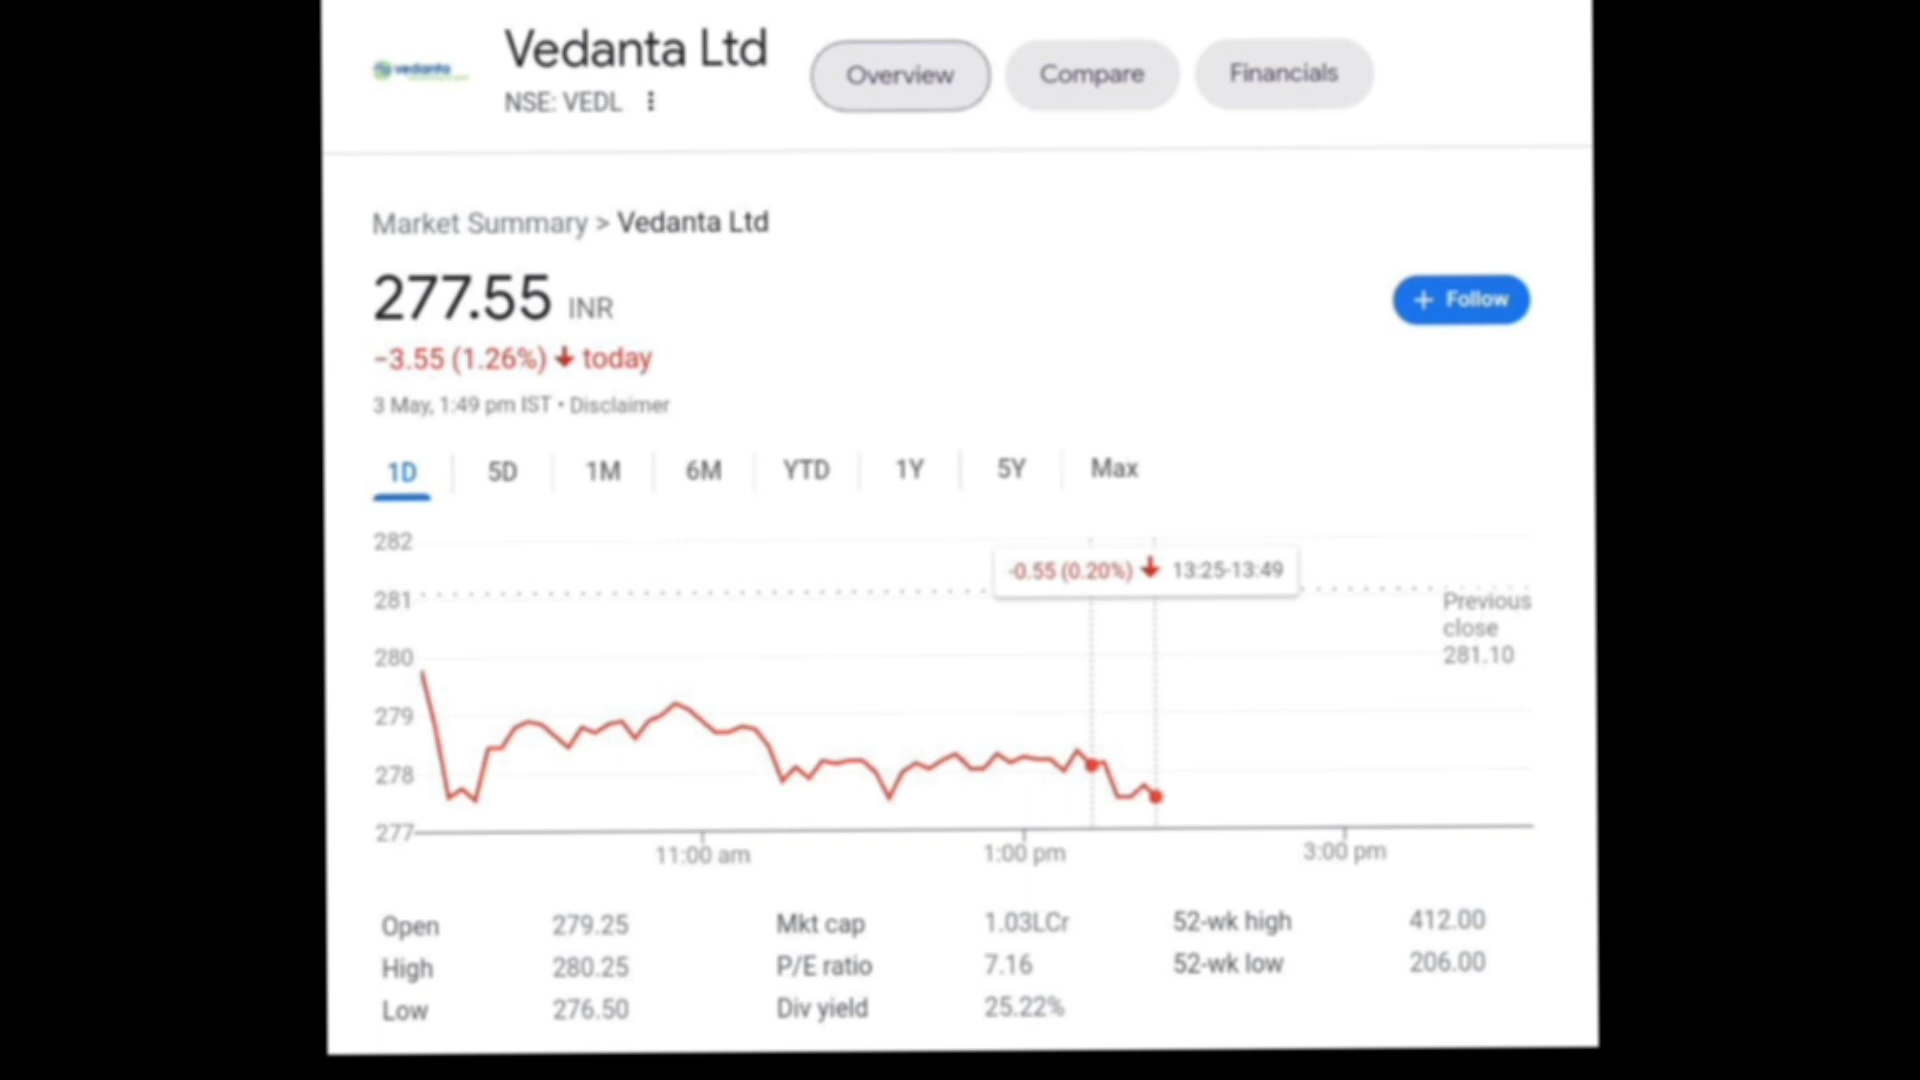 vedanta
Vedanta Ltd
NSE: VEDL
Overview
Compare
Financials
Market Summary > Vedanta Ltd
277.55 INR
+ Follow
−3.55 (1.26%) ↓ today
3 May, 1:49 pm IST • Disclaimer
1D 5D 1M 6M YTD 1Y 5Y Max
282
-0.55 (0.20%) ↓ 13:25-13:49
281
Previous
close
281.10
280
279
278
277
11:00 am 1:00 pm 3:00 pm
Open 279.25 Mkt cap 1.03LCr 52-wk high 412.00
High 280.25 P/E ratio 7.16 52-wk low 206.00
Low 276.50 Div yield 25.22%